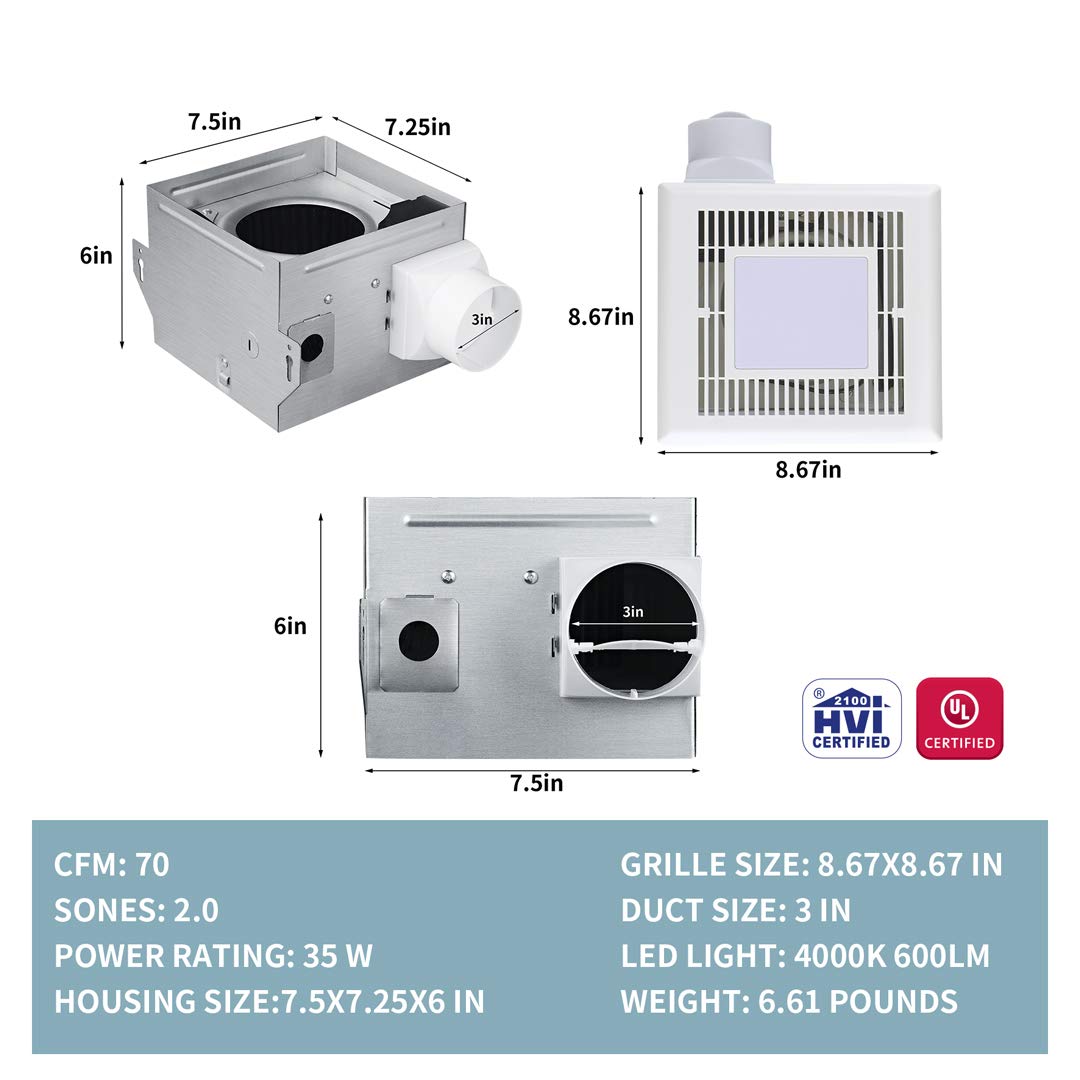 7.5in
7.25in
6in
3in
8.67in
8.67in
6in
3in
7.5in
® 2100
HVI
CERTIFIED
UL
CERTIFIED
CFM: 70
SONES: 2.0
POWER RATING: 35 W
HOUSING SIZE:7.5X7.25X6 IN
GRILLE SIZE: 8.67X8.67 IN
DUCT SIZE: 3 IN
LED LIGHT: 4000K 600LM
WEIGHT: 6.61 POUNDS